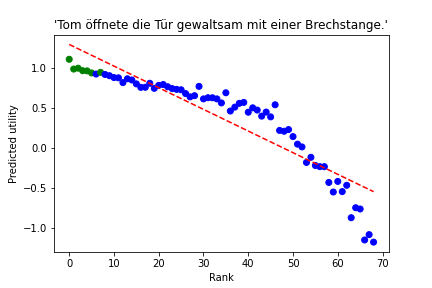 'Tom öffnete die Tür gewaltsam mit einer Brechstange.'
1.0
0.5
0.0
−0.5
−1.0
Predicted utility
0 10 20 30 40 50 60 70
Rank